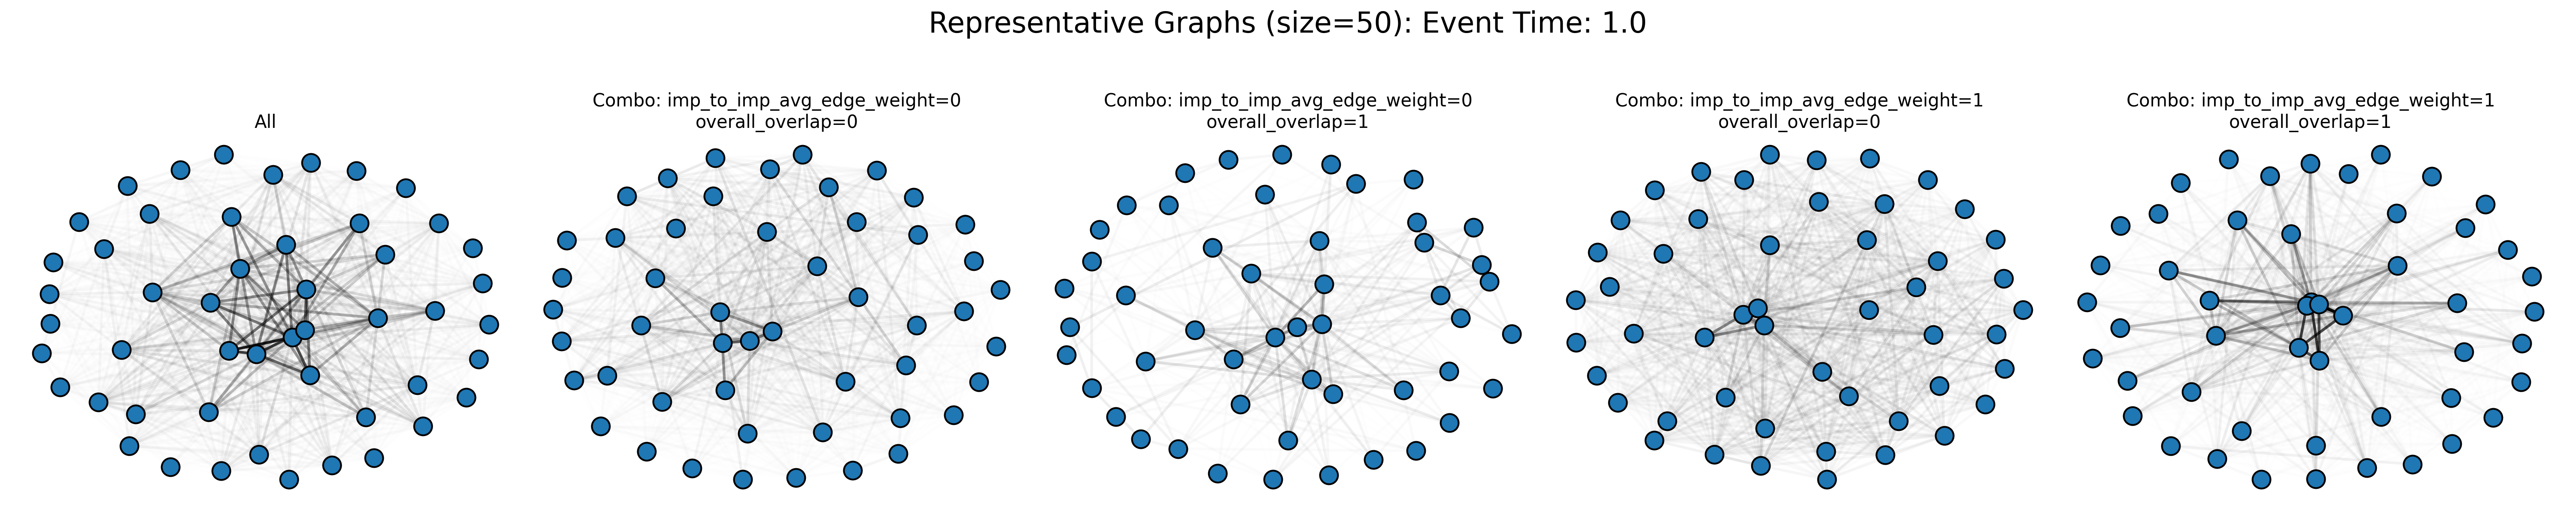 Representative Graphs (size=50): Event Time: 1.0
All
Combo: imp_to_imp_avg_edge_weight=0
overall_overlap=0
Combo: imp_to_imp_avg_edge_weight=0
overall_overlap=1
Combo: imp_to_imp_avg_edge_weight=1
overall_overlap=0
Combo: imp_to_imp_avg_edge_weight=1
overall_overlap=1